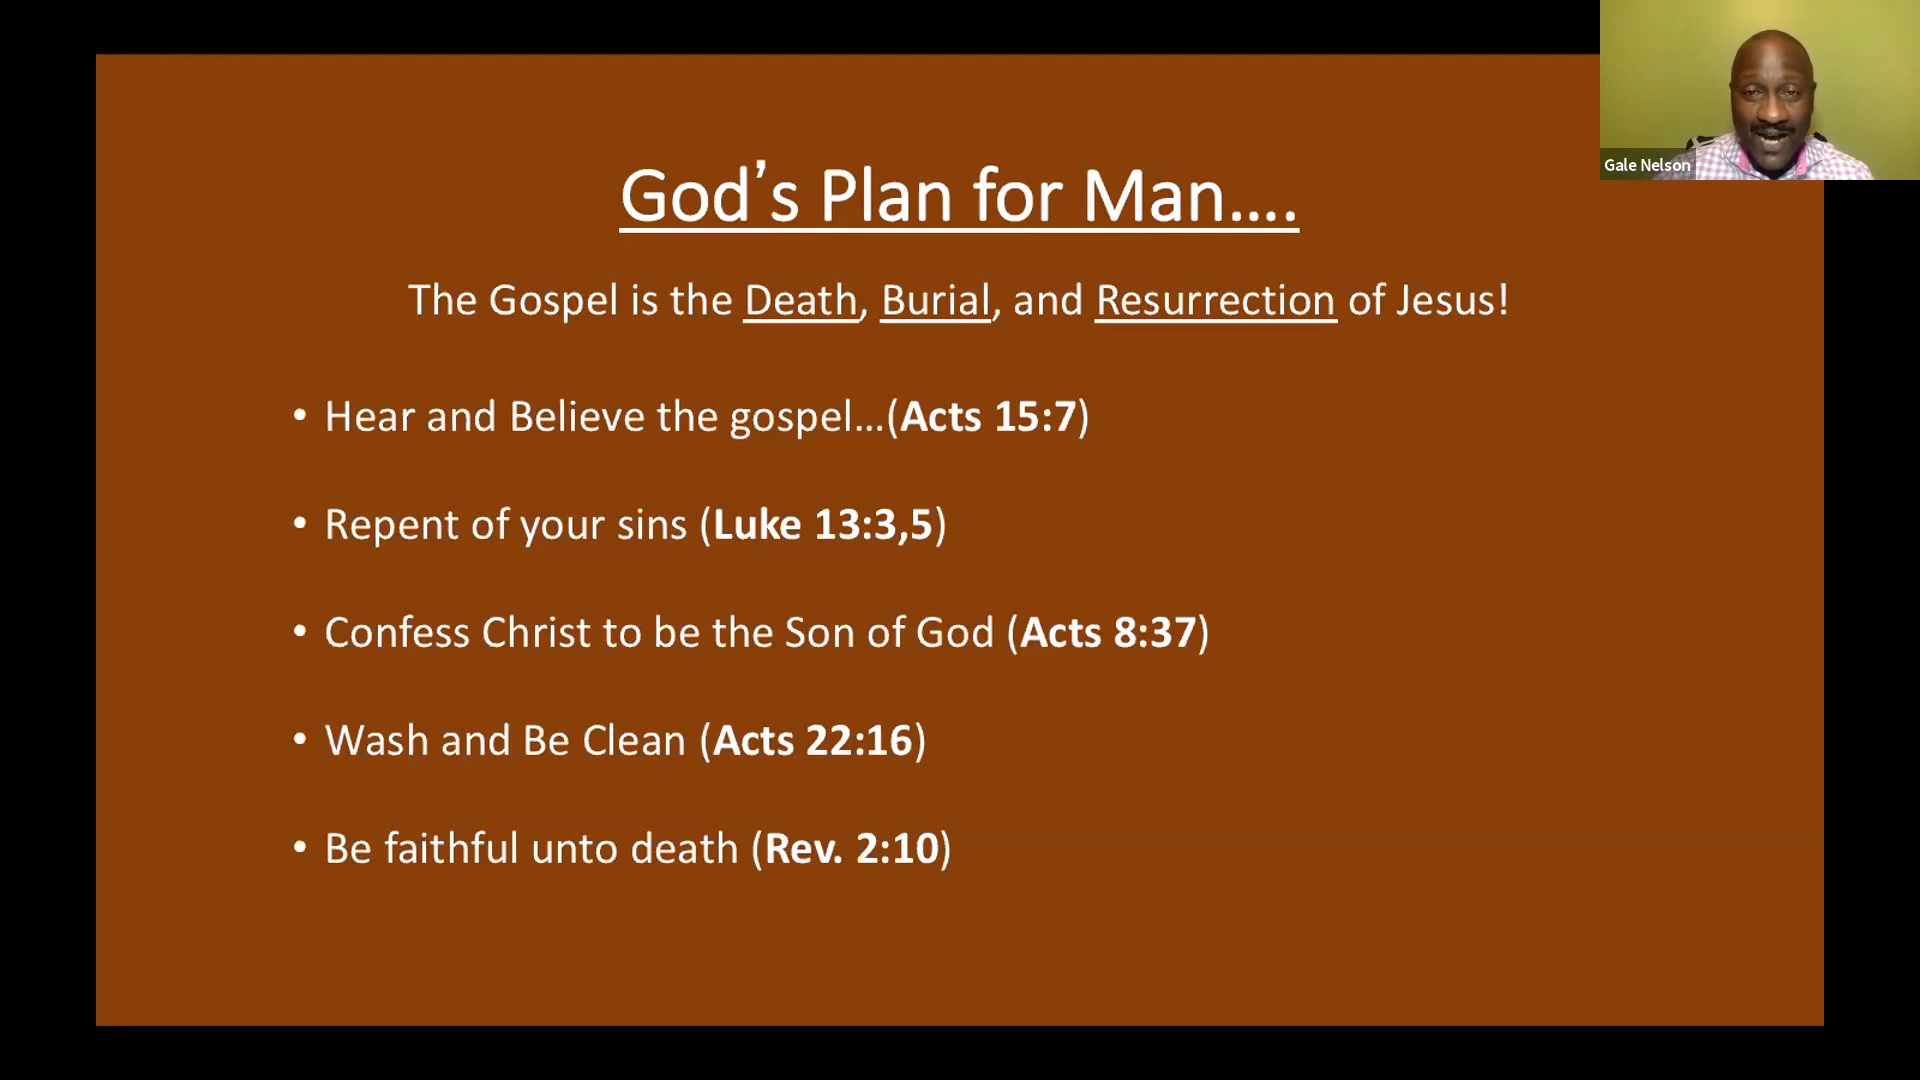 God’s Plan for Man....
The Gospel is the Death, Burial, and Resurrection of Jesus!
• Hear and Believe the gospel...(Acts 15:7)
• Repent of your sins (Luke 13:3,5)
• Confess Christ to be the Son of God (Acts 8:37)
• Wash and Be Clean (Acts 22:16)
• Be faithful unto death (Rev. 2:10)
Gale Nelson